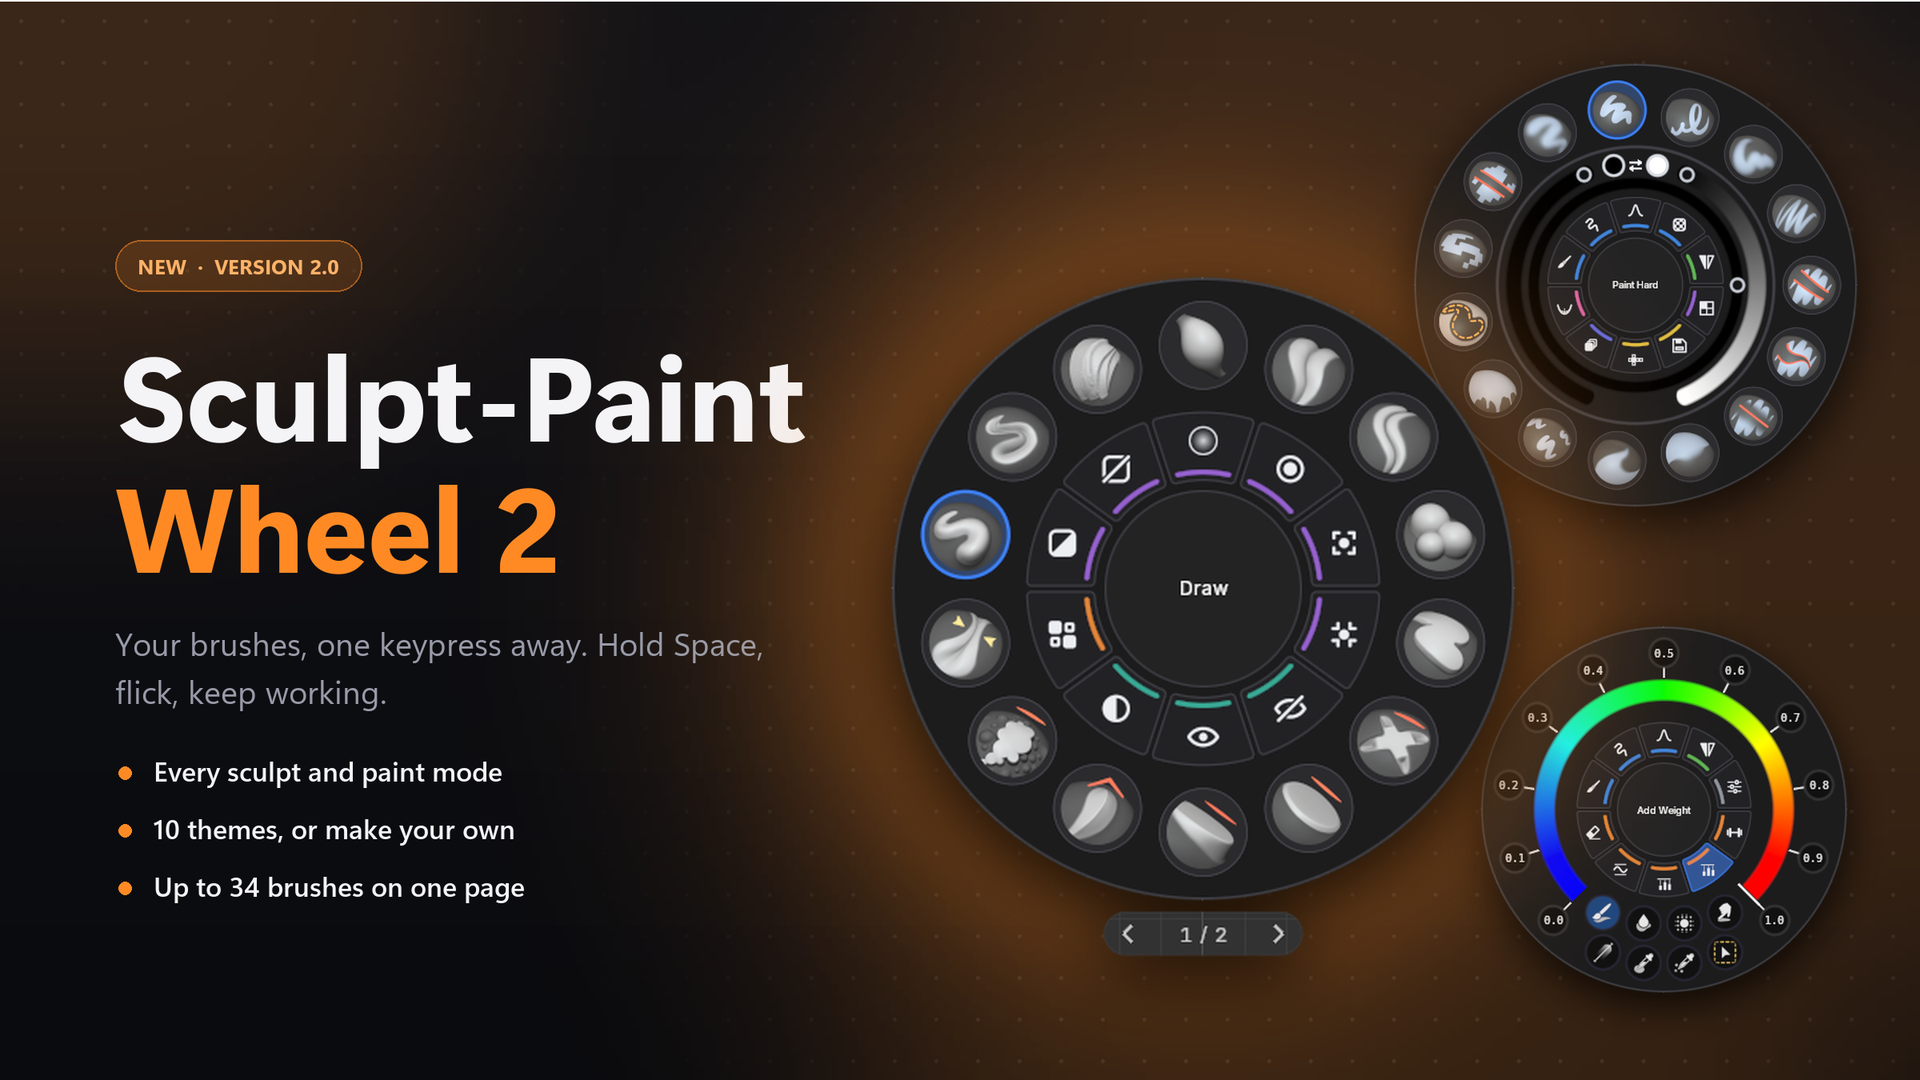 NEW · VERSION 2.0
Sculpt-Paint
Wheel 2
Your brushes, one keypress away. Hold Space,
flick, keep working.
Every sculpt and paint mode
10 themes, or make your own
Up to 34 brushes on one page
Draw
1 / 2
Paint Hard
0.0
0.1
0.2
0.3
0.4
0.5
0.6
0.7
0.8
0.9
1.0
Add Weight